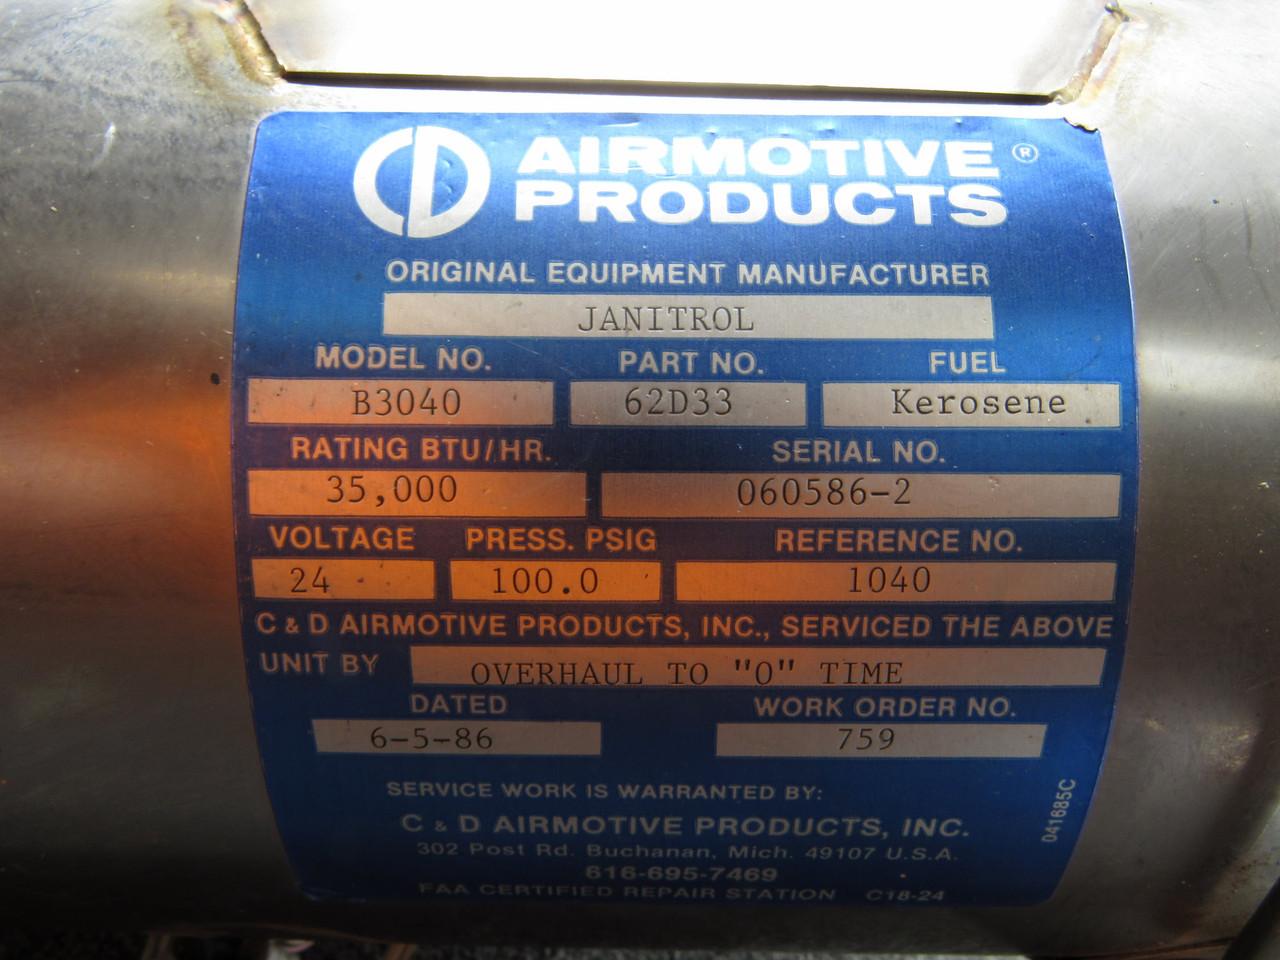 CD AIRMOTIVE ®
PRODUCTS
ORIGINAL EQUIPMENT MANUFACTURER
JANITROL
MODEL NO. PART NO. FUEL
B3040 62D33 Kerosene
RATING BTU/HR. SERIAL NO.
35,000 060586-2
VOLTAGE PRESS. PSIG REFERENCE NO.
24 100.0 1040
C & D AIRMOTIVE PRODUCTS, INC., SERVICED THE ABOVE
UNIT BY OVERHAUL TO "0" TIME
DATED WORK ORDER NO.
6-5-86 759
SERVICE WORK IS WARRANTED BY:
C & D AIRMOTIVE PRODUCTS, INC.
302 Post Rd. Buchanan, Mich. 49107 U.S.A.
616-695-7469
FAA CERTIFIED REPAIR STATION C18-24
041685C